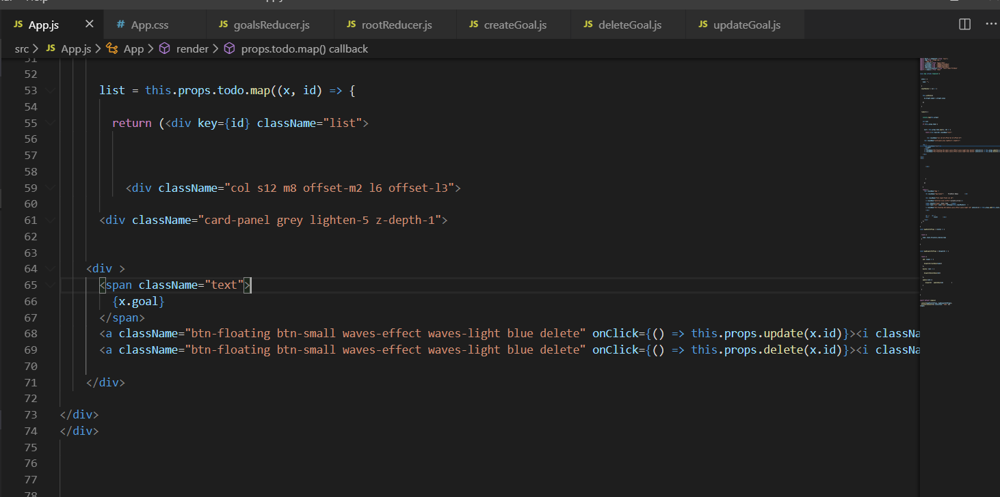 Help
App.js
JS App.js × # App.css JS goalsReducer.js JS rootReducer.js JS createGoal.js JS deleteGoal.js JS updateGoal.js ···
src > JS App.js > App > render > props.todo.map() callback
51
52
53 list = this.props.todo.map((x, id) => {
54
55 return (<div key={id} className="list">
56
57
58
59 <div className="col s12 m8 offset-m2 l6 offset-l3">
60
61 <div className="card-panel grey lighten-5 z-depth-1">
62
63
64 <div >
65 <span className="text">
66 {x.goal}
67 </span>
68 <a className="btn-floating btn-small waves-effect waves-light blue delete" onClick={() => this.props.update(x.id)}><i classNa
69 <a className="btn-floating btn-small waves-effect waves-light blue delete" onClick={() => this.props.delete(x.id)}><i classNa
70
71 </div>
72
73 </div>
74 </div>
75
76
77
78